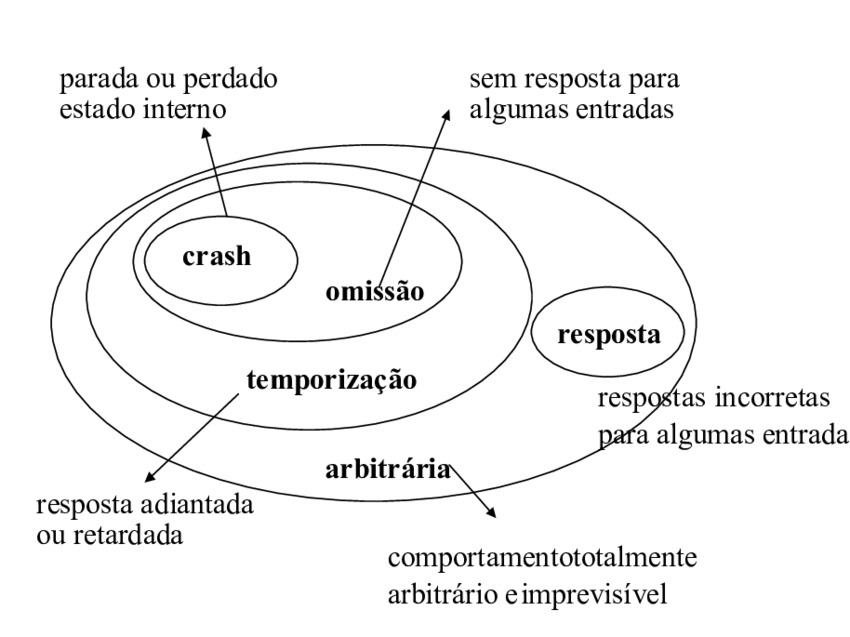 parada ou perdado
estado interno
sem resposta para
algumas entradas
crash
omissão
resposta
temporização
respostas incorretas
para algumas entrada
arbitrária
resposta adiantada
ou retardada
comportamentototalmente
arbitrário e imprevisível